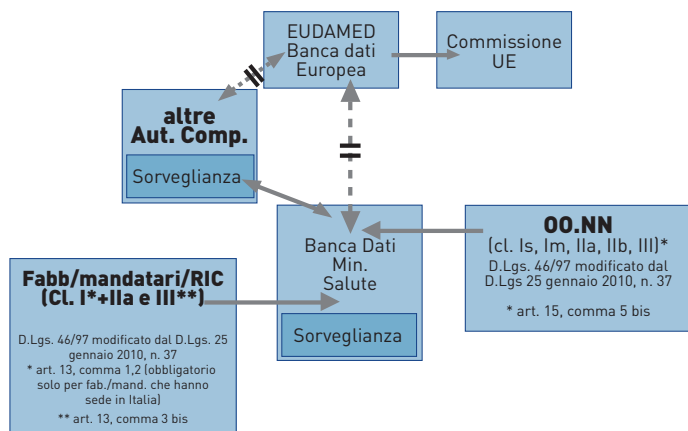 EUDAMED
Banca dati
Europea
Commissione
UE
altre
Aut. Comp.
Sorveglianza
Banca Dati
Min.
Salute
Sorveglianza
OO.NN
(cl. Is, Im, IIa, IIb, III)*
D.Lgs. 46/97 modificato dal
D.Lgs 25 gennaio 2010, n. 37
* art. 15, comma 5 bis
Fabb/mandatari/RIC
(Cl. I*+IIa e III**)
D.Lgs. 46/97 modificato dal D.Lgs. 25
gennaio 2010, n. 37
* art. 13, comma 1,2 (obbligatorio
solo per fab./mand. che hanno
sede in Italia)
** art. 13, comma 3 bis